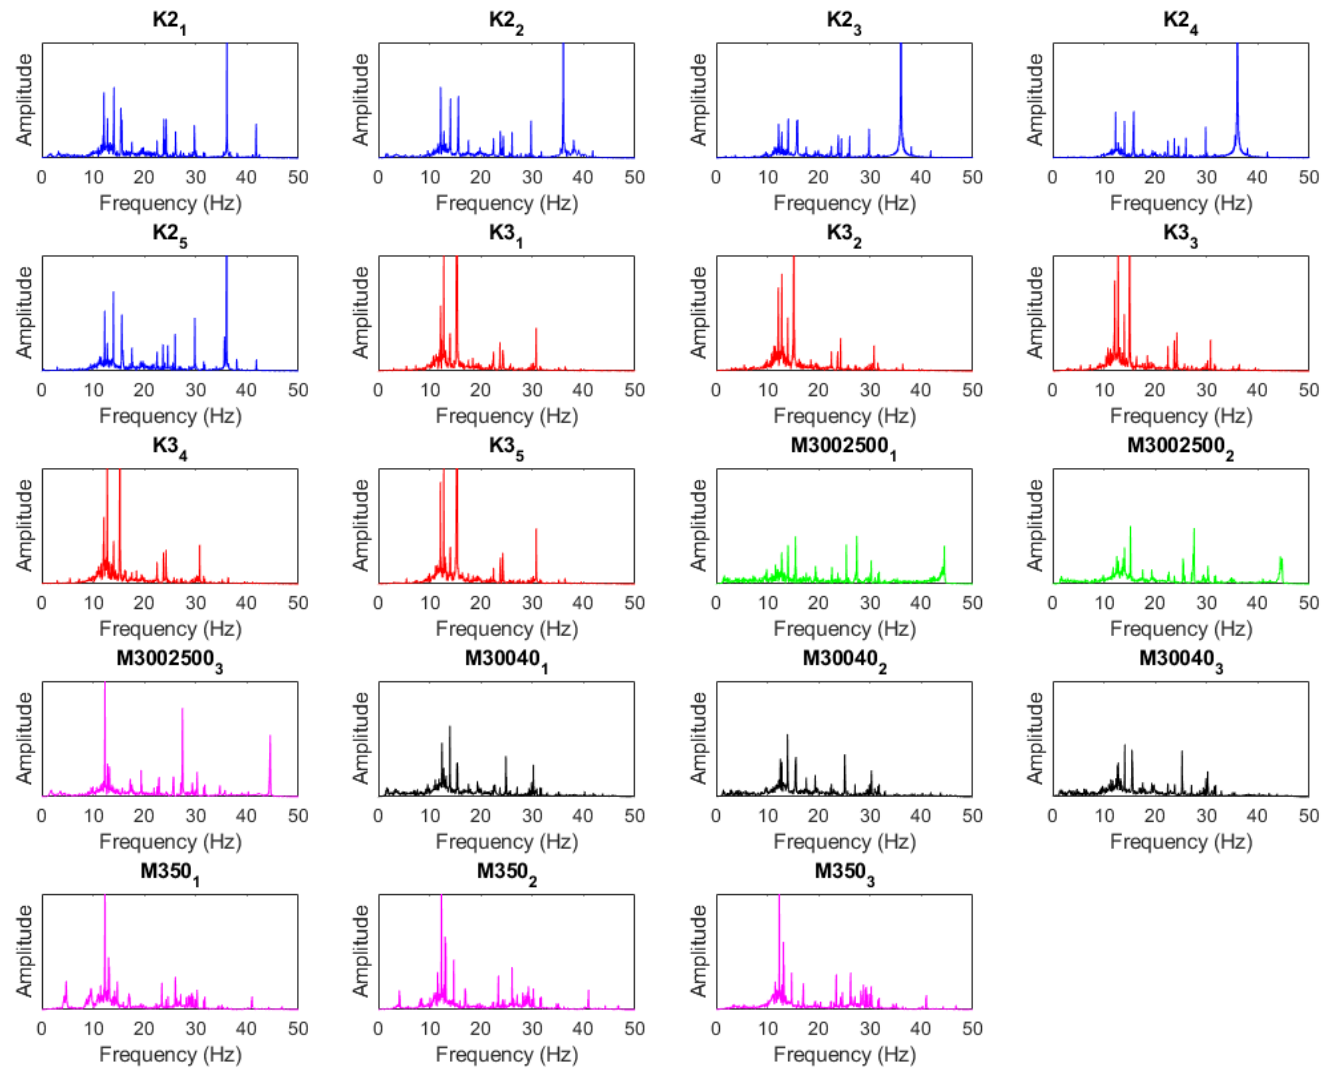 K2₁ K2₂ K2₃ K2₄
Amplitude Amplitude Amplitude Amplitude
0 10 20 30 40 50 0 10 20 30 40 50 0 10 20 30 40 50 0 10 20 30 40 50
Frequency (Hz) Frequency (Hz) Frequency (Hz) Frequency (Hz)
K2₅ K3₁ K3₂ K3₃
Amplitude Amplitude Amplitude Amplitude
0 10 20 30 40 50 0 10 20 30 40 50 0 10 20 30 40 50 0 10 20 30 40 50
Frequency (Hz) Frequency (Hz) Frequency (Hz) Frequency (Hz)
K3₄ K3₅ M3002500₁ M3002500₂
Amplitude Amplitude Amplitude Amplitude
0 10 20 30 40 50 0 10 20 30 40 50 0 10 20 30 40 50 0 10 20 30 40 50
Frequency (Hz) Frequency (Hz) Frequency (Hz) Frequency (Hz)
M3002500₃ M30040₁ M30040₂ M30040₃
Amplitude Amplitude Amplitude Amplitude
0 10 20 30 40 50 0 10 20 30 40 50 0 10 20 30 40 50 0 10 20 30 40 50
Frequency (Hz) Frequency (Hz) Frequency (Hz) Frequency (Hz)
M350₁ M350₂ M350₃
Amplitude Amplitude Amplitude
0 10 20 30 40 50 0 10 20 30 40 50 0 10 20 30 40 50
Frequency (Hz) Frequency (Hz) Frequency (Hz)